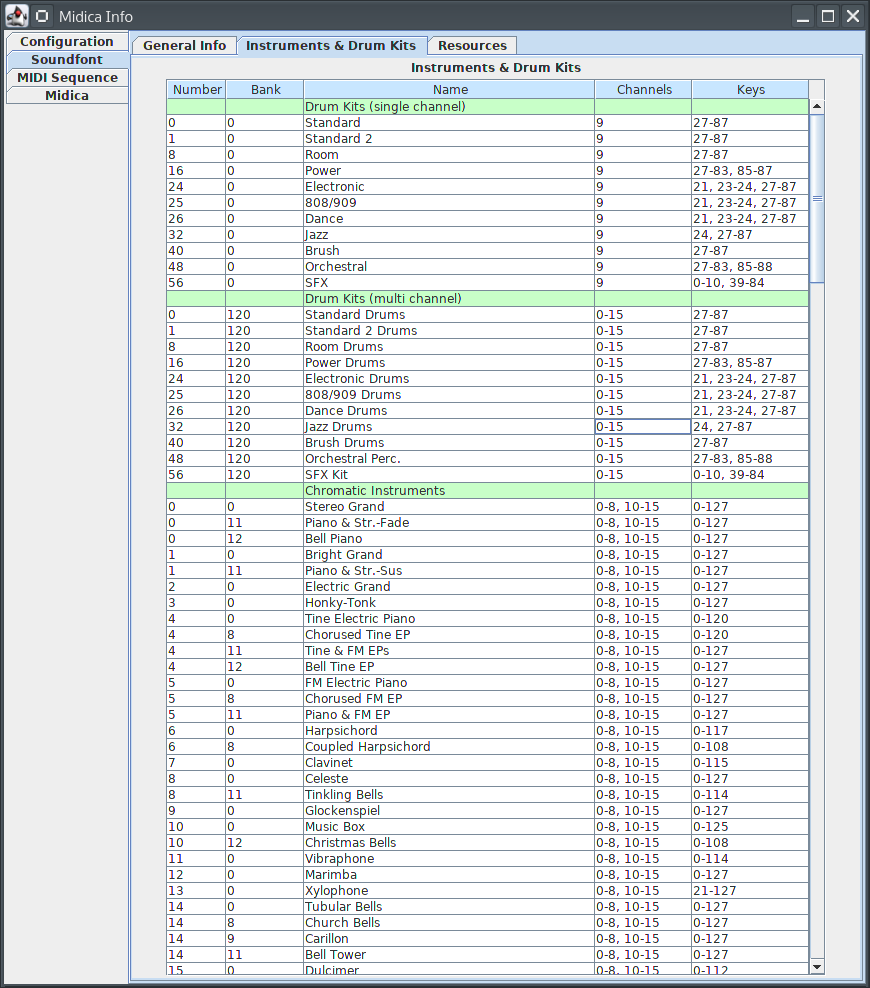 Midica Info
Configuration
Soundfont
MIDI Sequence
Midica
General Info Instruments & Drum Kits Resources
Instruments & Drum Kits
Number Bank Name Channels Keys
Drum Kits (single channel)
0 0 Standard 9 27-87
1 0 Standard 2 9 27-87
8 0 Room 9 27-87
16 0 Power 9 27-83, 85-87
24 0 Electronic 9 21, 23-24, 27-87
25 0 808/909 9 21, 23-24, 27-87
26 0 Dance 9 21, 23-24, 27-87
32 0 Jazz 9 24, 27-87
40 0 Brush 9 27-87
48 0 Orchestral 9 27-83, 85-88
56 0 SFX 9 0-10, 39-84
Drum Kits (multi channel)
0 120 Standard Drums 0-15 27-87
1 120 Standard 2 Drums 0-15 27-87
8 120 Room Drums 0-15 27-87
16 120 Power Drums 0-15 27-83, 85-87
24 120 Electronic Drums 0-15 21, 23-24, 27-87
25 120 808/909 Drums 0-15 21, 23-24, 27-87
26 120 Dance Drums 0-15 21, 23-24, 27-87
32 120 Jazz Drums 0-15 24, 27-87
40 120 Brush Drums 0-15 27-87
48 120 Orchestral Perc. 0-15 27-83, 85-88
56 120 SFX Kit 0-15 0-10, 39-84
Chromatic Instruments
0 0 Stereo Grand 0-8, 10-15 0-127
0 11 Piano & Str.-Fade 0-8, 10-15 0-127
0 12 Bell Piano 0-8, 10-15 0-127
1 0 Bright Grand 0-8, 10-15 0-127
1 11 Piano & Str.-Sus 0-8, 10-15 0-127
2 0 Electric Grand 0-8, 10-15 0-127
3 0 Honky-Tonk 0-8, 10-15 0-127
4 0 Tine Electric Piano 0-8, 10-15 0-120
4 8 Chorused Tine EP 0-8, 10-15 0-120
4 11 Tine & FM EPs 0-8, 10-15 0-127
4 12 Bell Tine EP 0-8, 10-15 0-127
5 0 FM Electric Piano 0-8, 10-15 0-127
5 8 Chorused FM EP 0-8, 10-15 0-127
5 11 Piano & FM EP 0-8, 10-15 0-127
6 0 Harpsichord 0-8, 10-15 0-117
6 8 Coupled Harpsichord 0-8, 10-15 0-108
7 0 Clavinet 0-8, 10-15 0-115
8 0 Celeste 0-8, 10-15 0-127
8 11 Tinkling Bells 0-8, 10-15 0-114
9 0 Glockenspiel 0-8, 10-15 0-127
10 0 Music Box 0-8, 10-15 0-125
10 12 Christmas Bells 0-8, 10-15 0-108
11 0 Vibraphone 0-8, 10-15 0-114
12 0 Marimba 0-8, 10-15 0-127
13 0 Xylophone 0-8, 10-15 21-127
14 0 Tubular Bells 0-8, 10-15 0-127
14 8 Church Bells 0-8, 10-15 0-127
14 9 Carillon 0-8, 10-15 0-127
14 11 Bell Tower 0-8, 10-15 0-127
15 0 Dulcimer 0-8, 10-15 0-112